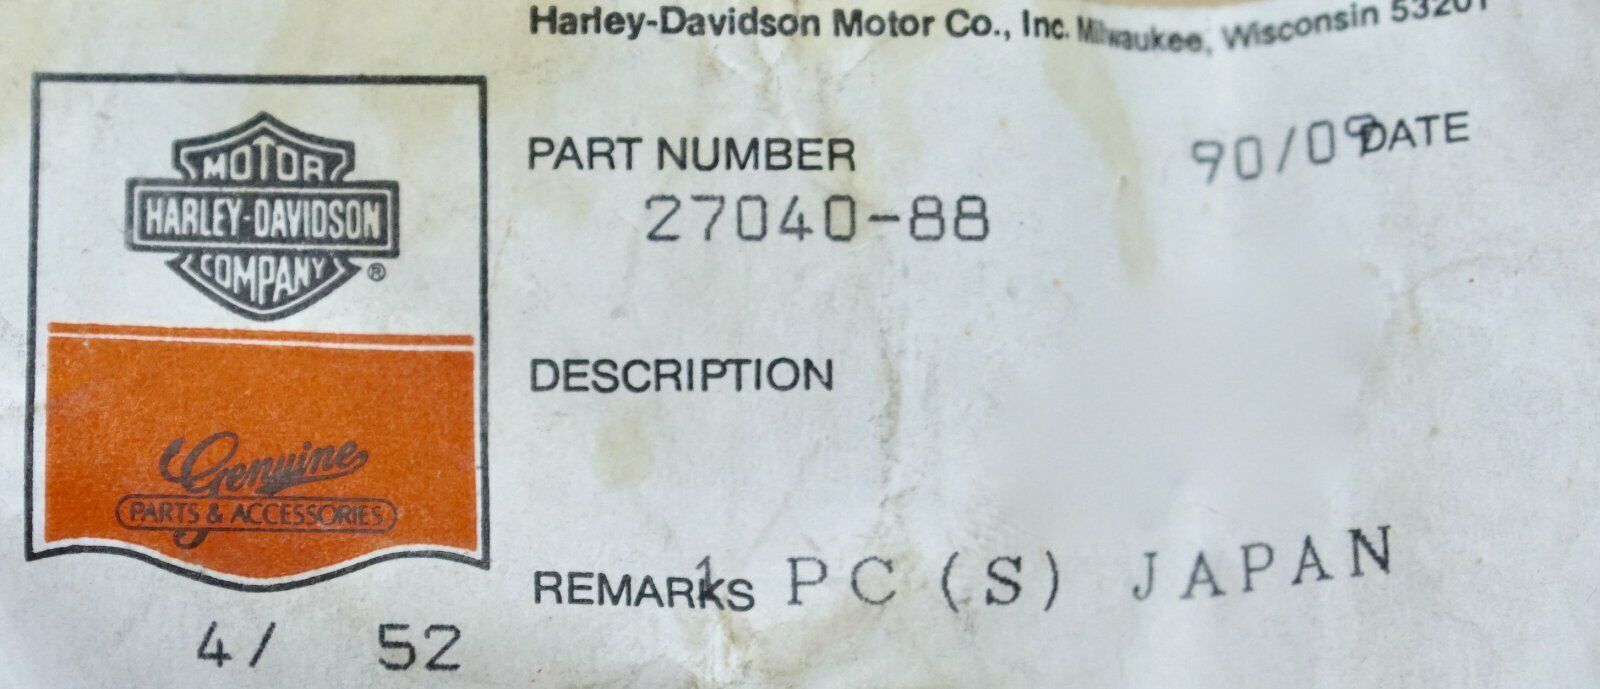 Harley-Davidson Motor Co., Inc. Milwaukee, Wisconsin 53201
MOTOR
HARLEY-DAVIDSON
COMPANY
®
PART NUMBER
27040-88
90/09
DATE
DESCRIPTION
Genuine
PARTS & ACCESSORIES
REMARKS
1 PC(S) JAPAN
4/ 52